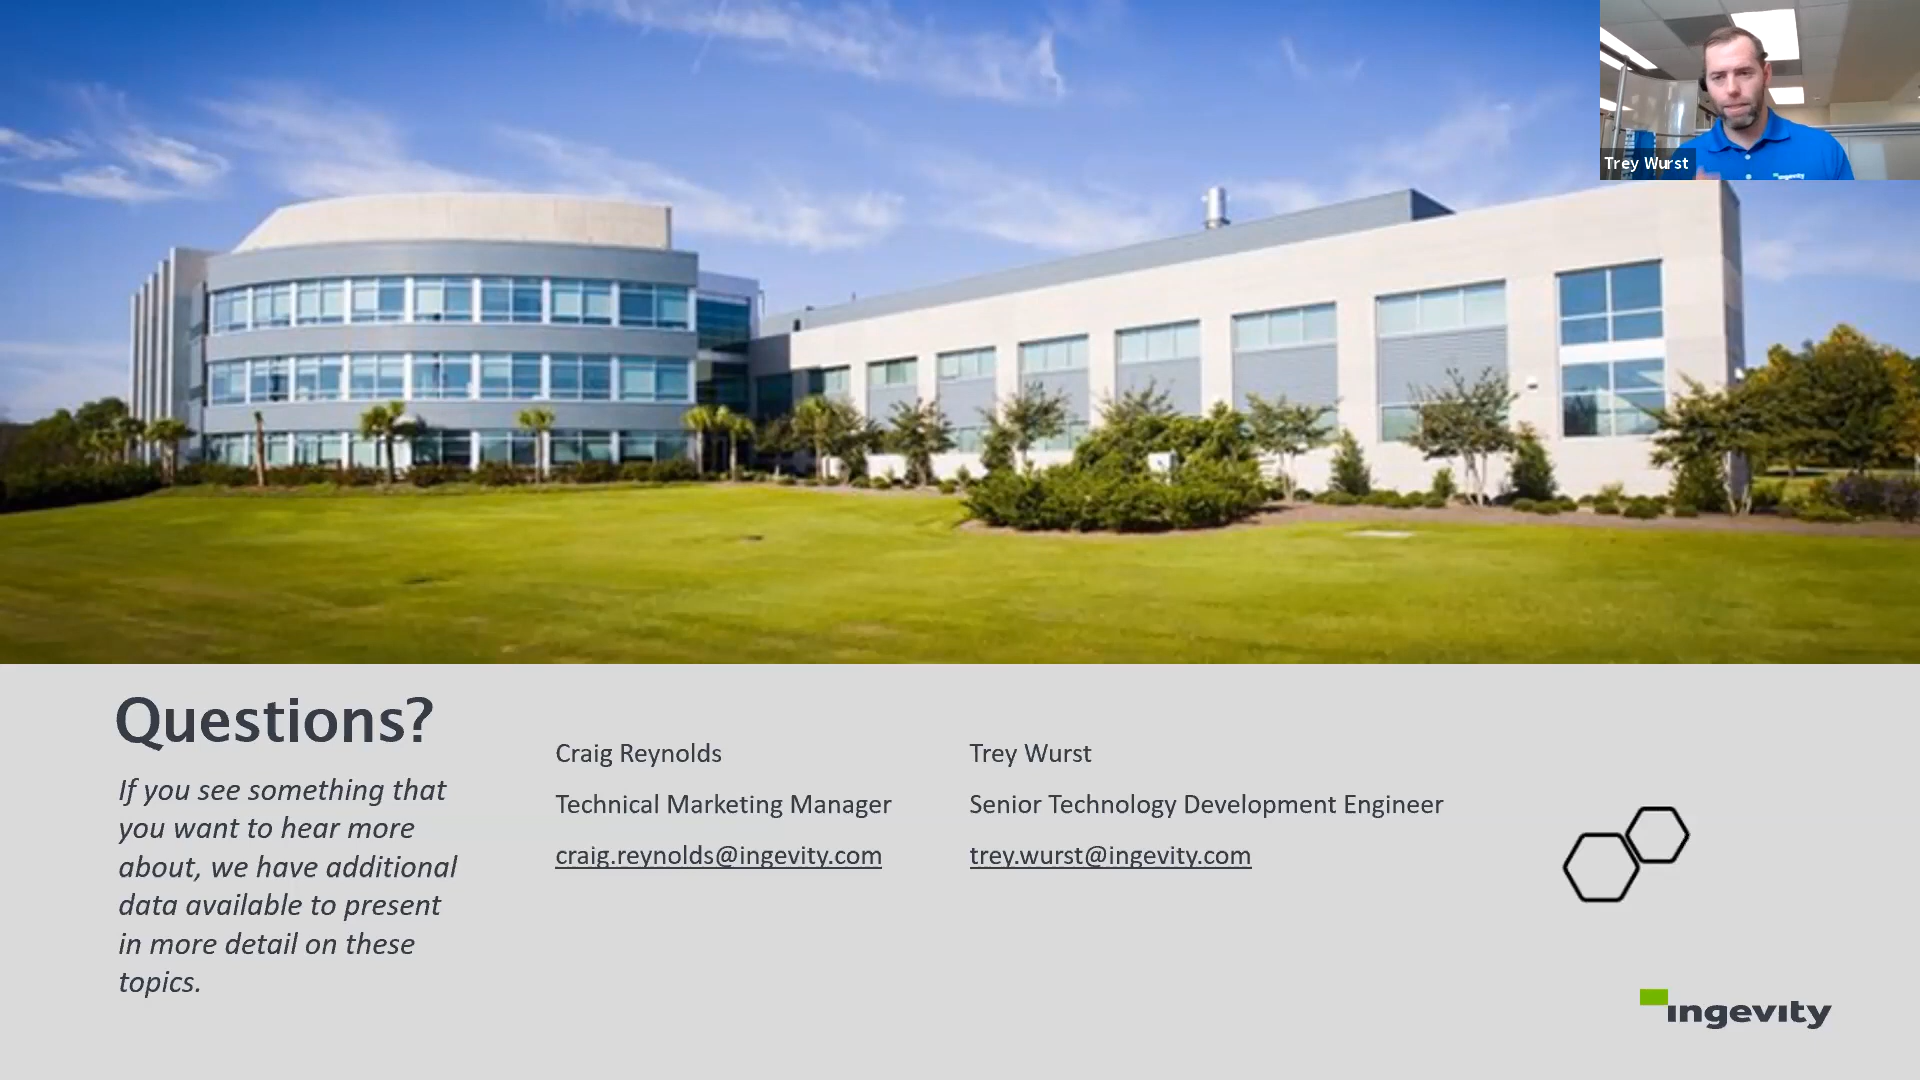 Trey Wurst
ingevity
Questions?
If you see something that
you want to hear more
about, we have additional
data available to present
in more detail on these
topics.
Craig Reynolds
Technical Marketing Manager
craig.reynolds@ingevity.com
Trey Wurst
Senior Technology Development Engineer
trey.wurst@ingevity.com
ingevity